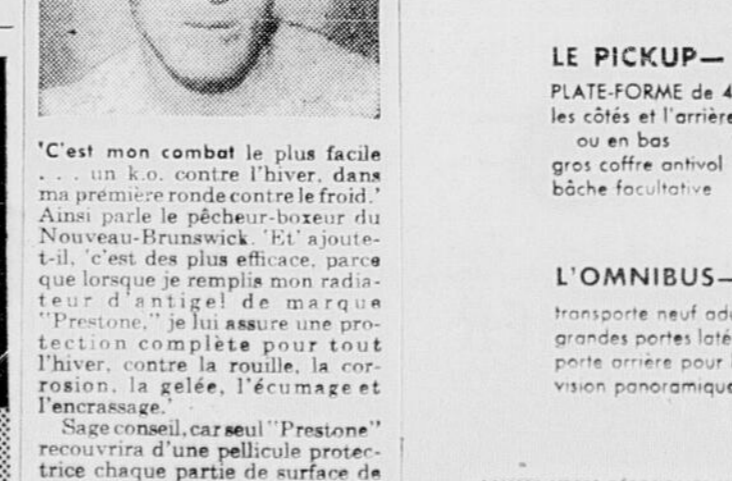 'C'est mon combat le plus facile
. . . un k.o. contre l'hiver, dans
ma première ronde contre le froid.'
Ainsi parle le pêcheur-boxeur du
Nouveau-Brunswick. 'Et' ajoute-
t-il, 'c'est des plus efficace, parce
que lorsque je remplis mon radia-
teur d'antigel de marque
"Prestone," je lui assure une pro-
tection complète pour tout
l'hiver, contre la rouille, la cor-
rosion, la gelée, l'écumage et
l'encrassage.'
Sage conseil, car seul "Prestone"
recouvrira d'une pellicule protec-
trice chaque partie de surface de
LE PICKUP—
PLATE-FORME de 4
les côtés et l'arrière
ou en bas
gros coffre antivol
bâche facultative
L'OMNIBUS—
transporte neuf adu
grandes portes laté
porte arrière pour
vision panoramique